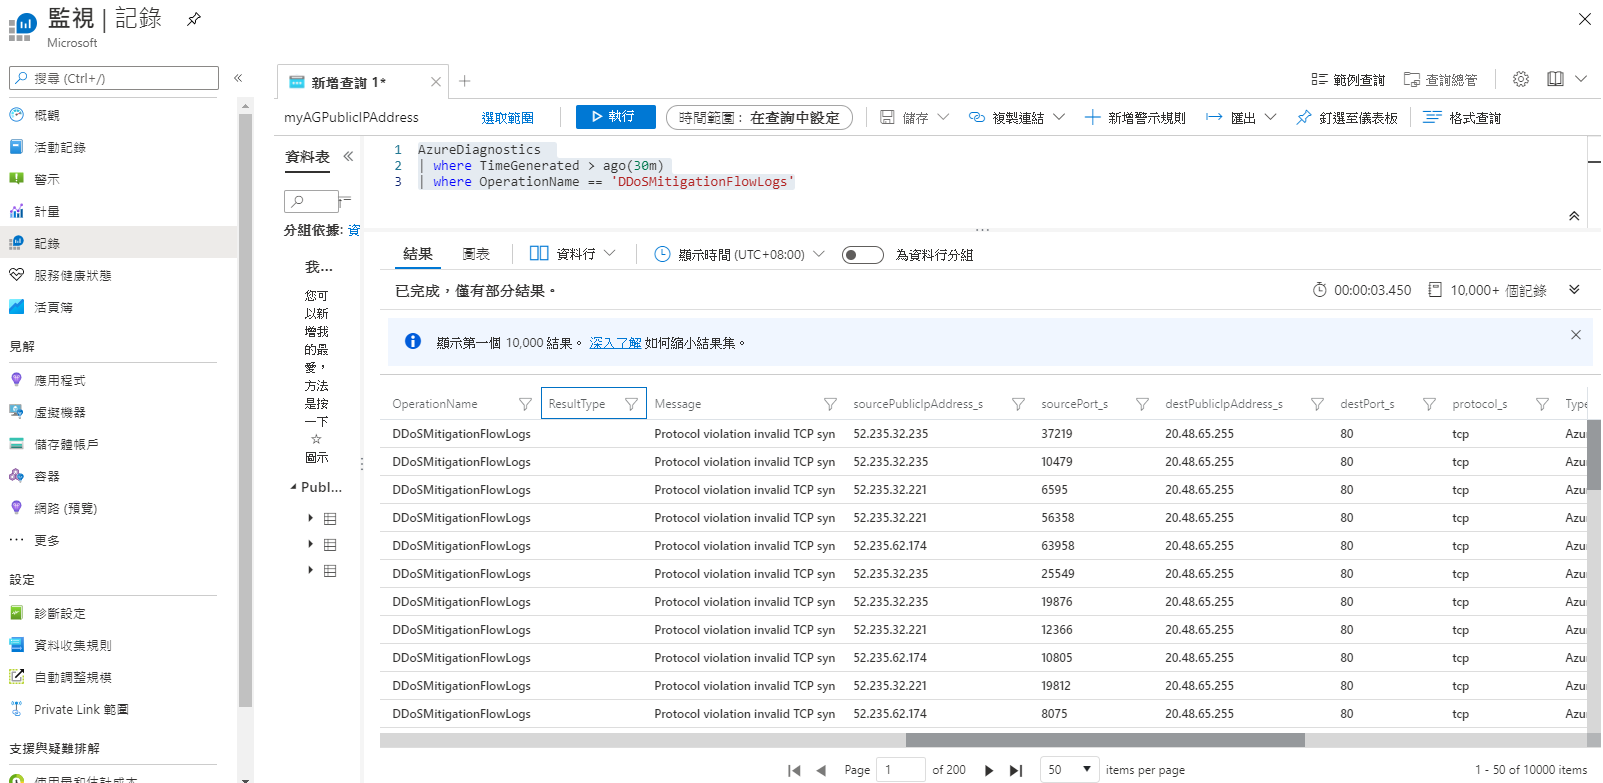 監視 | 記錄
Microsoft
搜尋 (Ctrl+/)
概觀
活動記錄
警示
計量
記錄
服務健康狀態
活頁簿
見解
應用程式
虛擬機器
儲存體帳戶
容器
網路 (預覽)
更多
設定
診斷設定
資料收集規則
自動調整規模
Private Link 範圍
支援與疑難排解
使用量和估計成本
新增查詢 1*
範例查詢
查詢總管
myAGPublicIPAddress
選取範圍
執行
時間範圍： 在查詢中設定
儲存
複製連結
新增警示規則
匯出
釘選至儀表板
格式查詢
資料表
分組依據: 資
我...
您可
以新
增我
的最
愛，
方法
是按
一下
☆
圖示
Publ...
1 AzureDiagnostics
2 | where TimeGenerated > ago(30m)
3 | where OperationName == 'DDoSMitigationFlowLogs'
結果 圖表 資料行 顯示時間 (UTC+08:00) 為資料行分組
已完成，僅有部分結果。 00:00:03.450 10,000+ 個記錄
顯示第一個 10,000 結果。 深入了解 如何縮小結果集。
OperationName ResultType Message sourcePublicIpAddress_s sourcePort_s destPublicIpAddress_s destPort_s protocol_s Type
DDoSMitigationFlowLogs Protocol violation invalid TCP syn 52.235.32.235 37219 20.48.65.255 80 tcp Azu
DDoSMitigationFlowLogs Protocol violation invalid TCP syn 52.235.32.235 10479 20.48.65.255 80 tcp Azu
DDoSMitigationFlowLogs Protocol violation invalid TCP syn 52.235.32.221 6595 20.48.65.255 80 tcp Azu
DDoSMitigationFlowLogs Protocol violation invalid TCP syn 52.235.32.221 56358 20.48.65.255 80 tcp Azu
DDoSMitigationFlowLogs Protocol violation invalid TCP syn 52.235.62.174 63958 20.48.65.255 80 tcp Azu
DDoSMitigationFlowLogs Protocol violation invalid TCP syn 52.235.32.235 25549 20.48.65.255 80 tcp Azu
DDoSMitigationFlowLogs Protocol violation invalid TCP syn 52.235.32.235 19876 20.48.65.255 80 tcp Azu
DDoSMitigationFlowLogs Protocol violation invalid TCP syn 52.235.32.221 12366 20.48.65.255 80 tcp Azu
DDoSMitigationFlowLogs Protocol violation invalid TCP syn 52.235.62.174 10805 20.48.65.255 80 tcp Azu
DDoSMitigationFlowLogs Protocol violation invalid TCP syn 52.235.32.221 19812 20.48.65.255 80 tcp Azu
DDoSMitigationFlowLogs Protocol violation invalid TCP syn 52.235.62.174 8075 20.48.65.255 80 tcp Azu
Page 1 of 200 50 items per page 1 - 50 of 10000 items